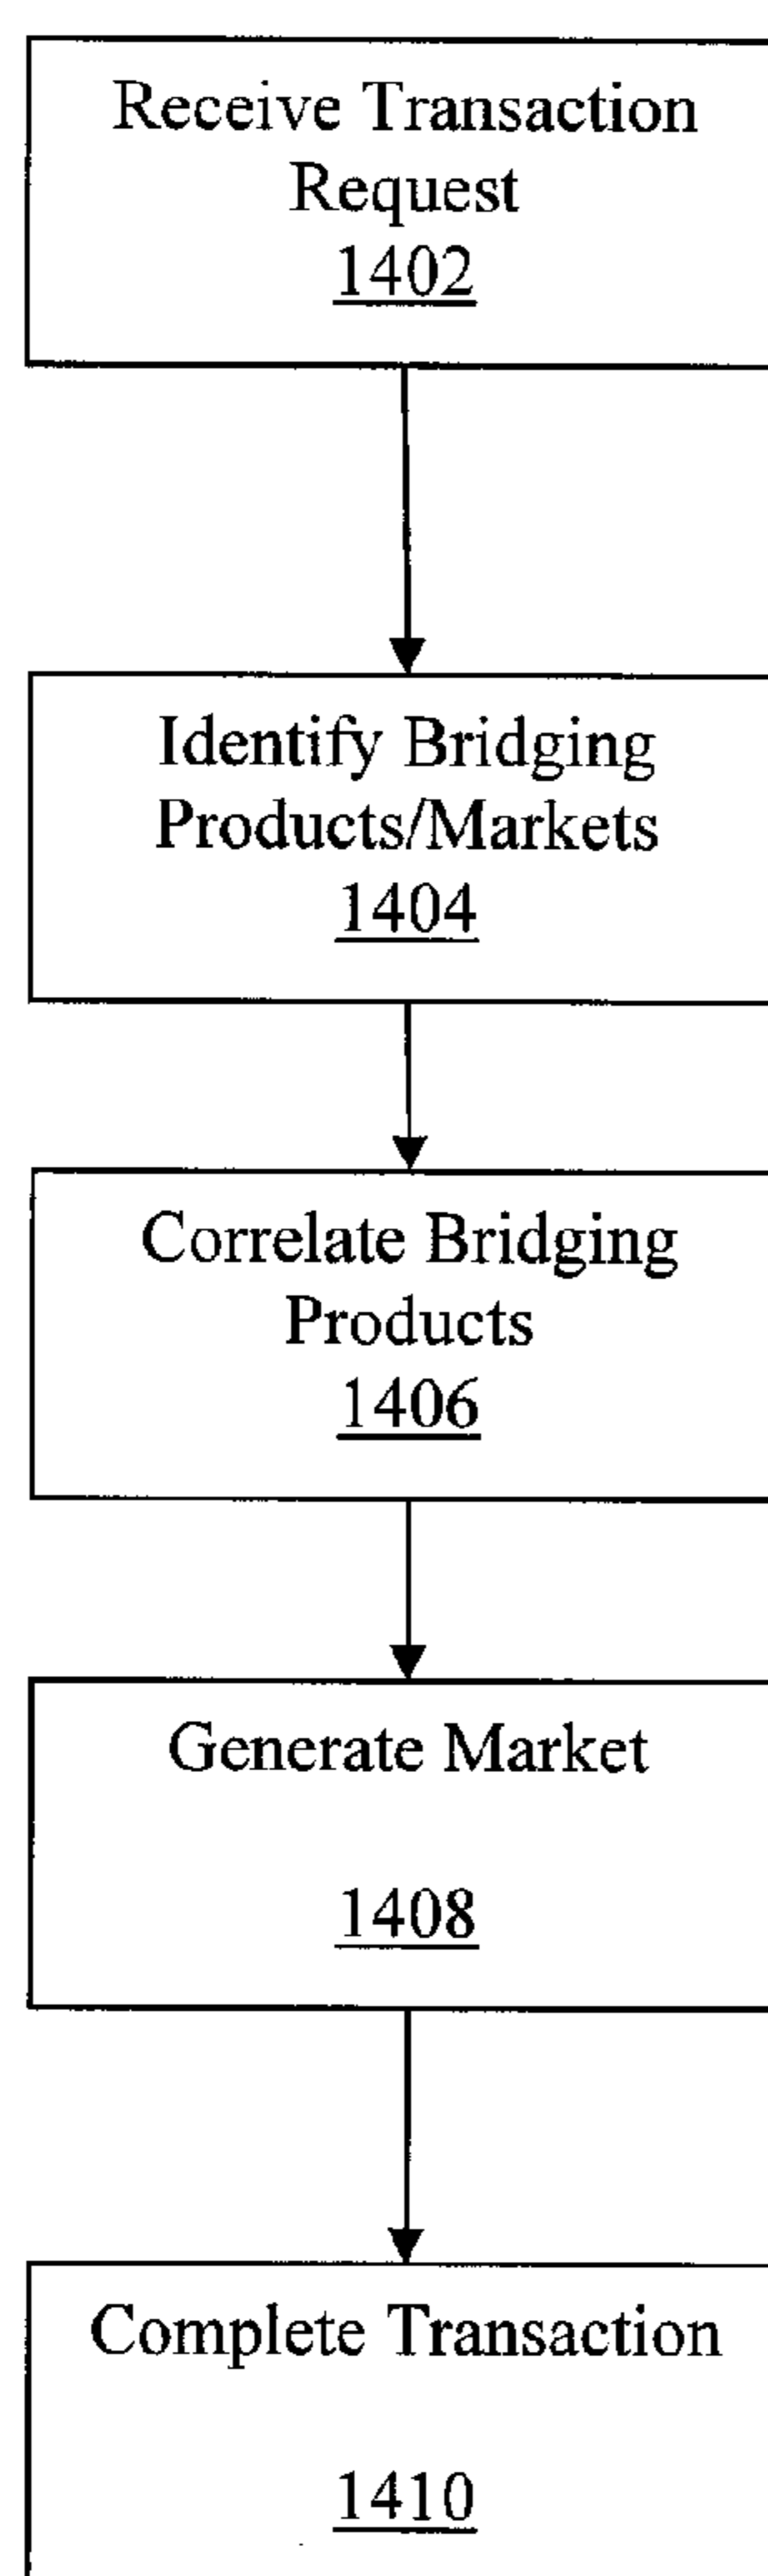 Receive Transaction
Request
1402
Identify Bridging
Products/Markets
1404
Correlate Bridging
Products
1406
Generate Market
1408
Complete Transaction
1410